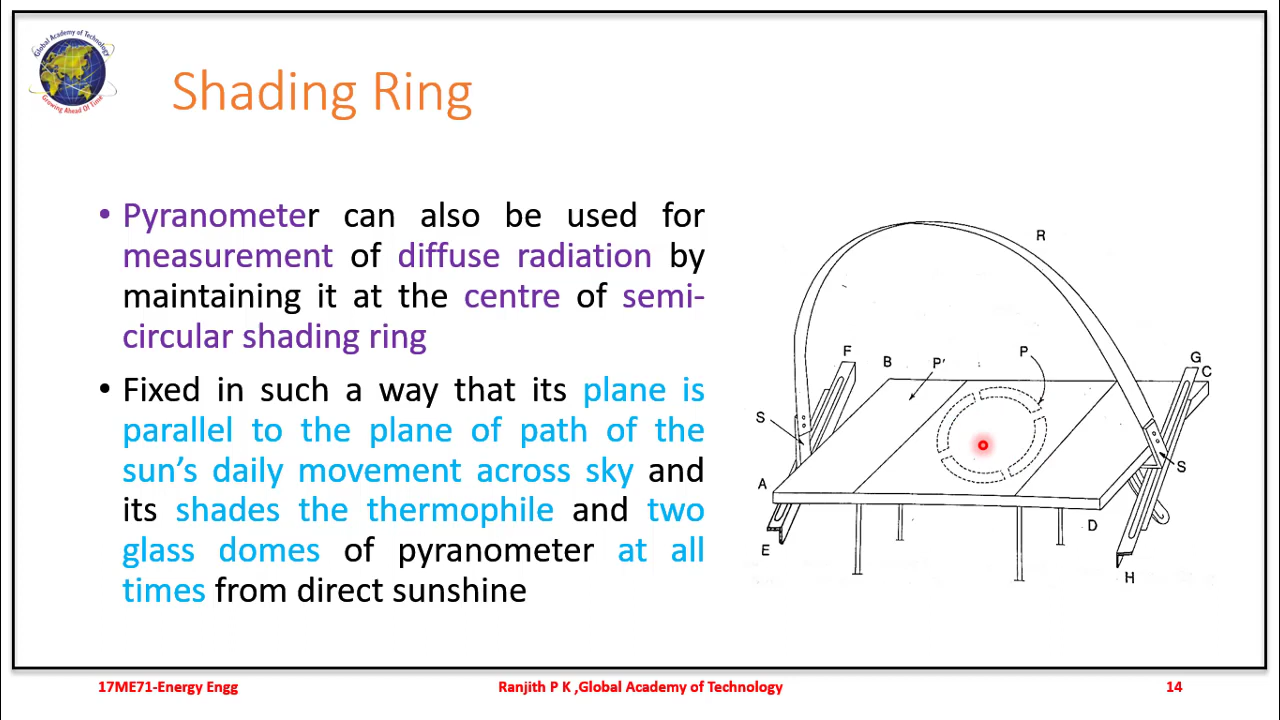 Global Academy of Technology
Growing Ahead Of Time
Shading Ring
• Pyranometer can also be used for
measurement of diffuse radiation by
maintaining it at the centre of semi-
circular shading ring
• Fixed in such a way that its plane is
parallel to the plane of path of the
sun's daily movement across sky and
its shades the thermophile and two
glass domes of pyranometer at all
times from direct sunshine
R
F
B
P'
P
G
C
S
S
A
D
E
H
17ME71-Energy Engg
Ranjith P K ,Global Academy of Technology
14